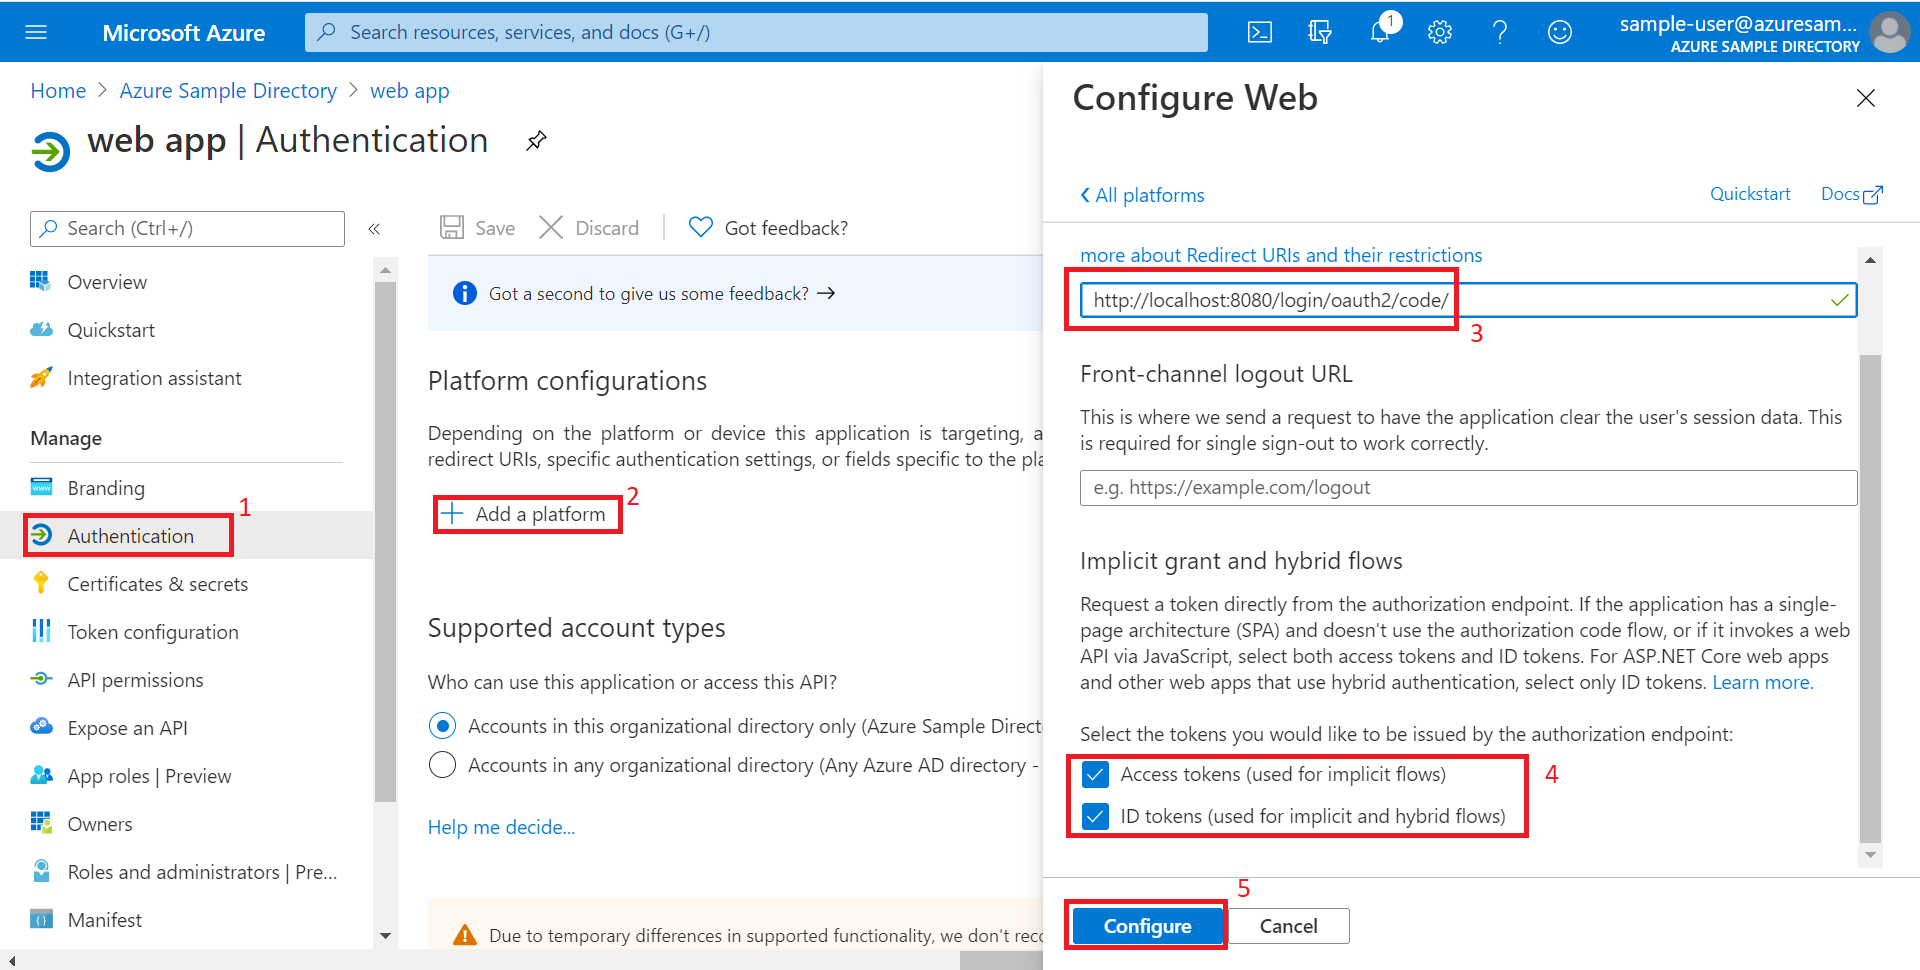 Microsoft Azure
Search resources, services, and docs (G+/)
1
sample-user@azuresam...
AZURE SAMPLE DIRECTORY
Home > Azure Sample Directory > web app
web app | Authentication
Search (Ctrl+/)
«
Overview
Quickstart
Integration assistant
Manage
Branding
1
Authentication
Certificates & secrets
Token configuration
API permissions
Expose an API
App roles | Preview
Owners
Roles and administrators | Pre...
Manifest
Save
Discard
Got feedback?
Got a second to give us some feedback? →
Platform configurations
Depending on the platform or device this application is targeting, a
redirect URIs, specific authentication settings, or fields specific to the pla
2
+ Add a platform
Supported account types
Who can use this application or access this API?
Accounts in this organizational directory only (Azure Sample Direct
Accounts in any organizational directory (Any Azure AD directory -
Help me decide...
Due to temporary differences in supported functionality, we don't reco
Configure Web
All platforms
Quickstart
Docs
more about Redirect URIs and their restrictions
http://localhost:8080/login/oauth2/code/
3
Front-channel logout URL
This is where we send a request to have the application clear the user's session data. This
is required for single sign-out to work correctly.
e.g. https://example.com/logout
Implicit grant and hybrid flows
Request a token directly from the authorization endpoint. If the application has a single-
page architecture (SPA) and doesn't use the authorization code flow, or if it invokes a web
API via JavaScript, select both access tokens and ID tokens. For ASP.NET Core web apps
and other web apps that use hybrid authentication, select only ID tokens. Learn more.
Select the tokens you would like to be issued by the authorization endpoint:
Access tokens (used for implicit flows)
4
ID tokens (used for implicit and hybrid flows)
5
Configure
Cancel